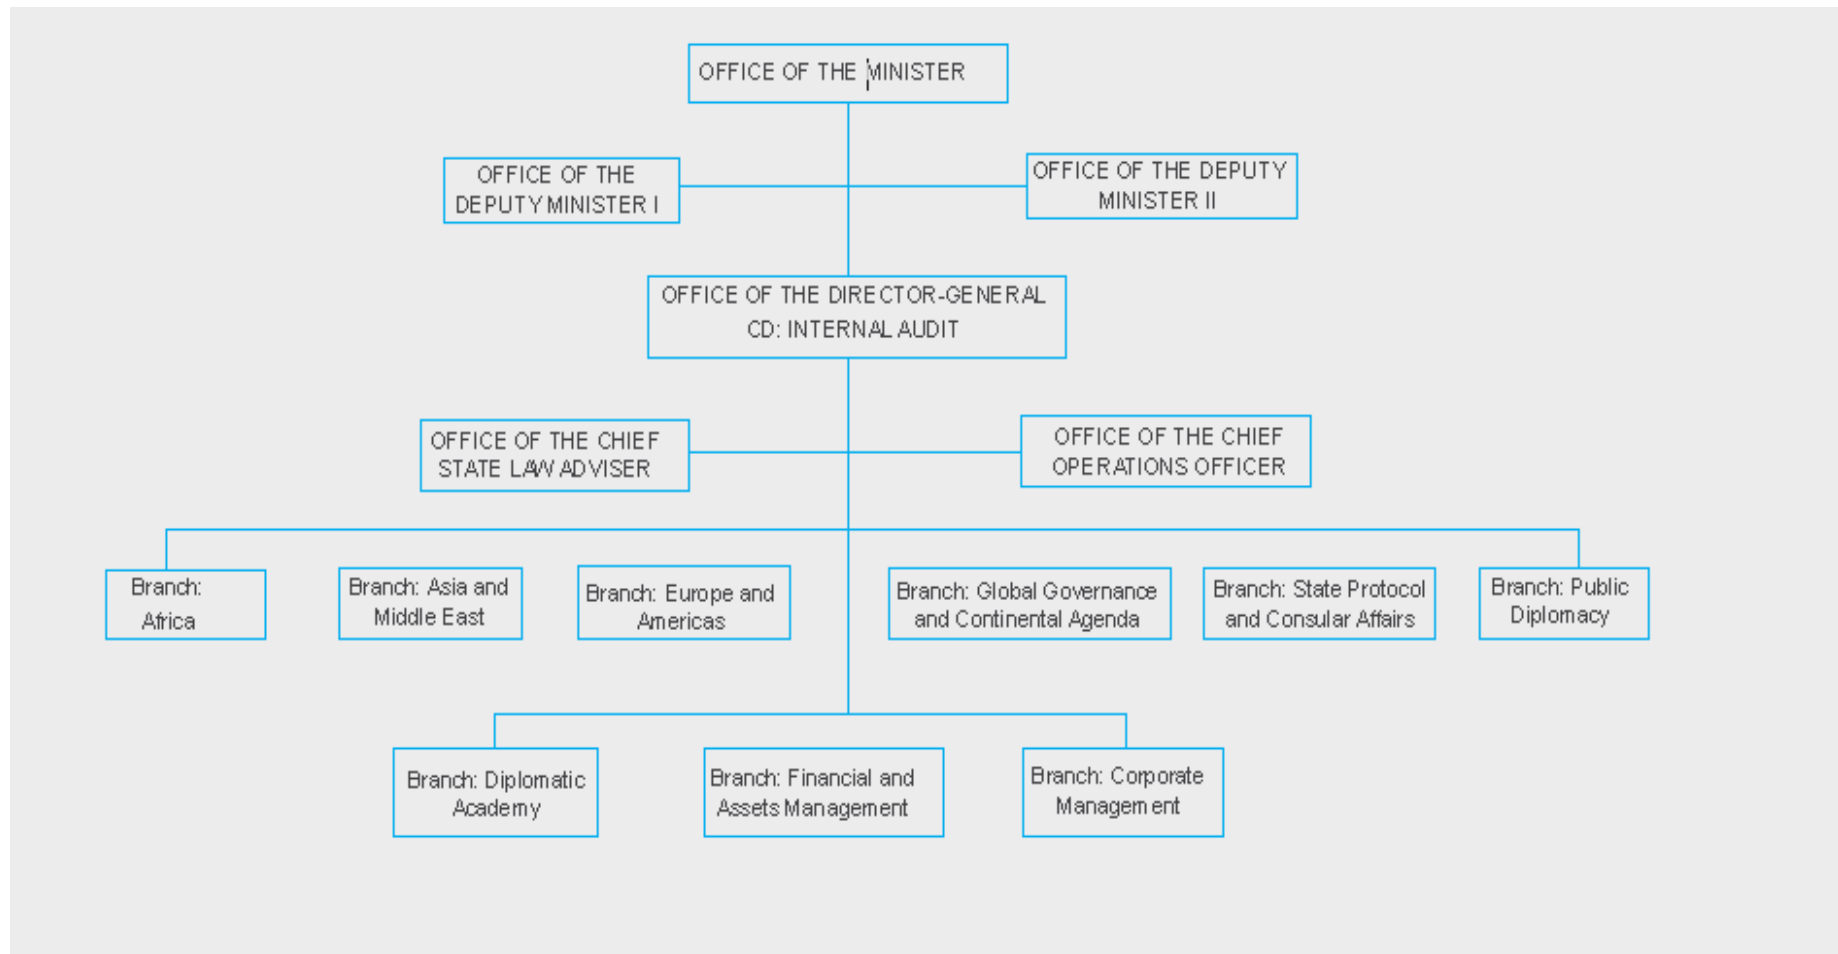 OFFICE OF THE MINISTER
OFFICE OF THE
DEPUTY MINISTER I
OFFICE OF THE DEPUTY
MINISTER II
OFFICE OF THE DIRECTOR-GENERAL
CD: INTERNAL AUDIT
OFFICE OF THE CHIEF
STATE LAW ADVISER
OFFICE OF THE CHIEF
OPERATIONS OFFICER
Branch:
Africa
Branch: Asia and
Middle East
Branch: Europe and
Americas
Branch: Global Governance
and Continental Agenda
Branch: State Protocol
and Consular Affairs
Branch: Public
Diplomacy
Branch: Diplomatic
Academy
Branch: Financial and
Assets Management
Branch: Corporate
Management